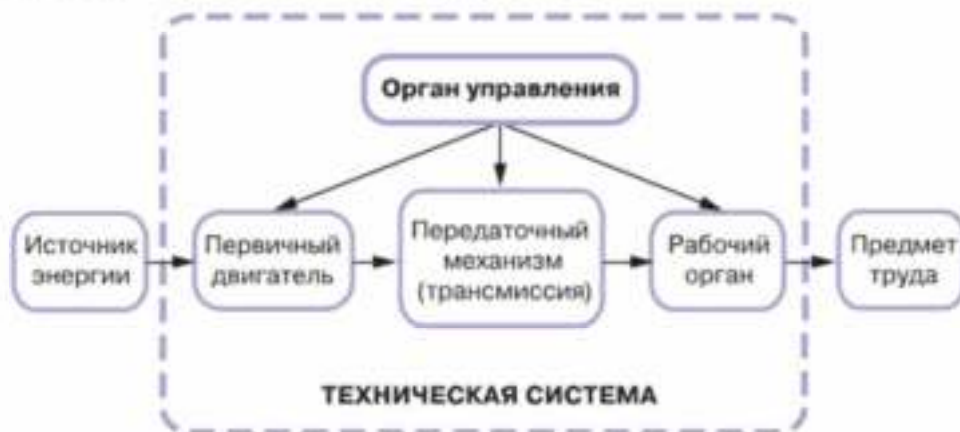 Орган управления
Источник
энергии
Первичный
двигатель
Передаточный
механизм
(трансмиссия)
Рабочий
орган
Предмет
труда
ТЕХНИЧЕСКАЯ СИСТЕМА